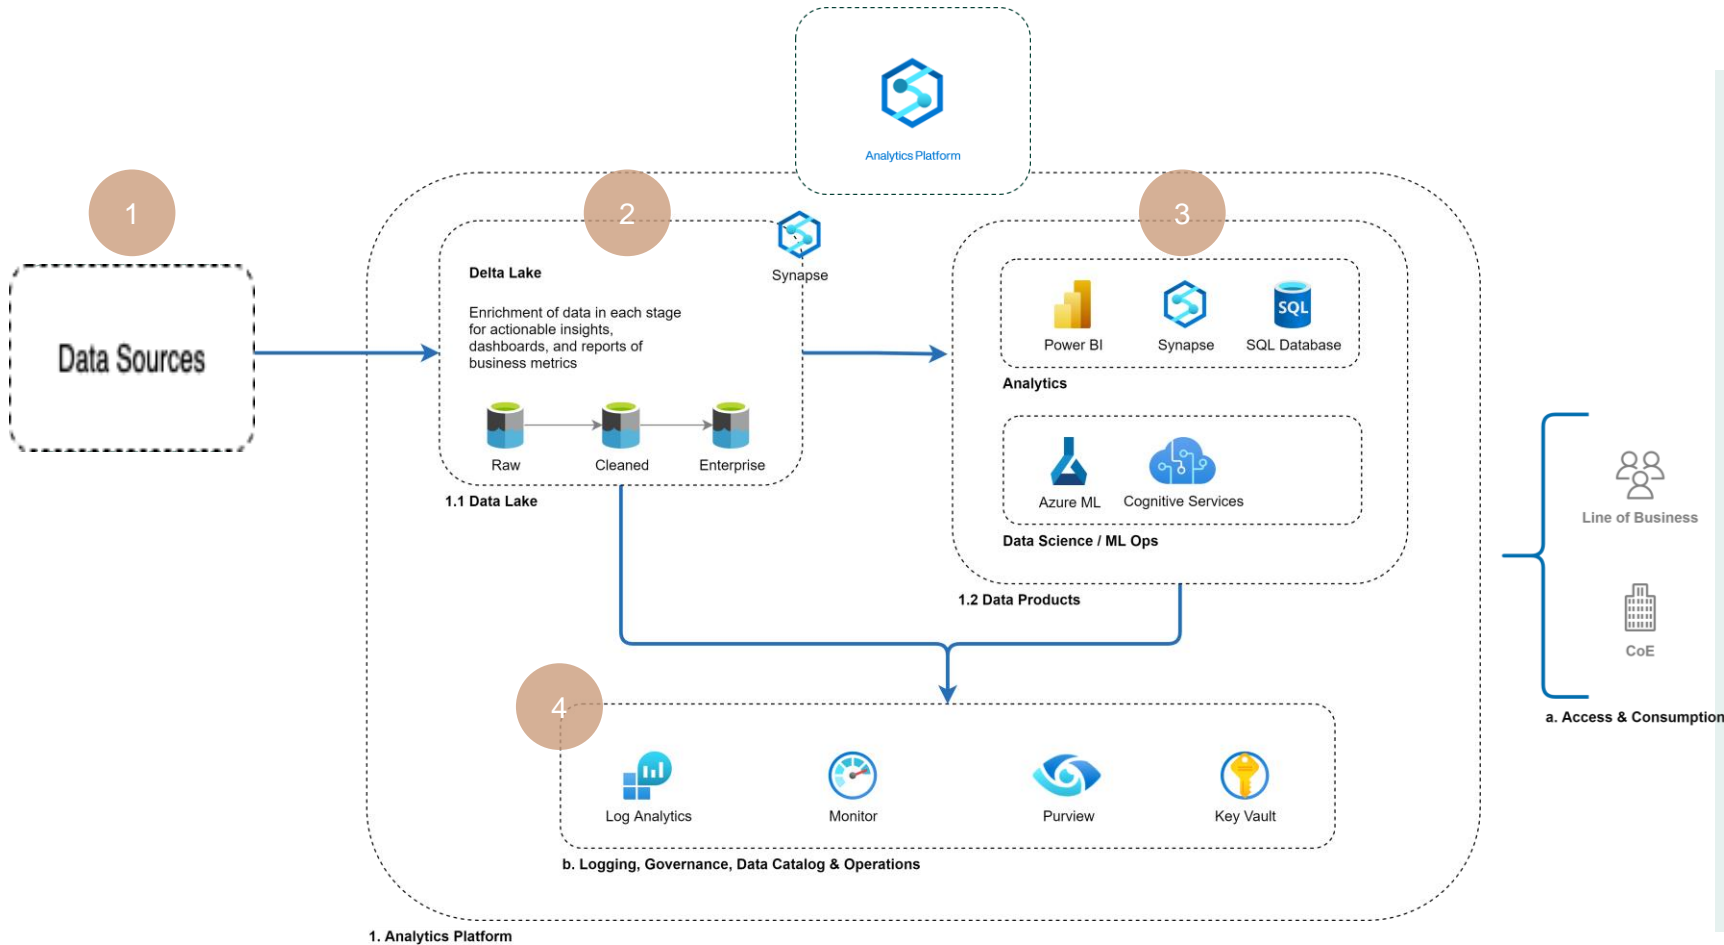 Analytics Platform
1
2
3
Data Sources
Synapse
Delta Lake
Enrichment of data in each stage
for actionable insights,
dashboards, and reports of
business metrics
Raw
Cleaned
Enterprise
1.1 Data Lake
Power BI
Synapse
SQL
SQL Database
Analytics
Azure ML
Cognitive Services
Data Science / ML Ops
1.2 Data Products
Line of Business
CoE
a. Access & Consumption
4
Log Analytics
Monitor
Purview
Key Vault
b. Logging, Governance, Data Catalog & Operations
1. Analytics Platform